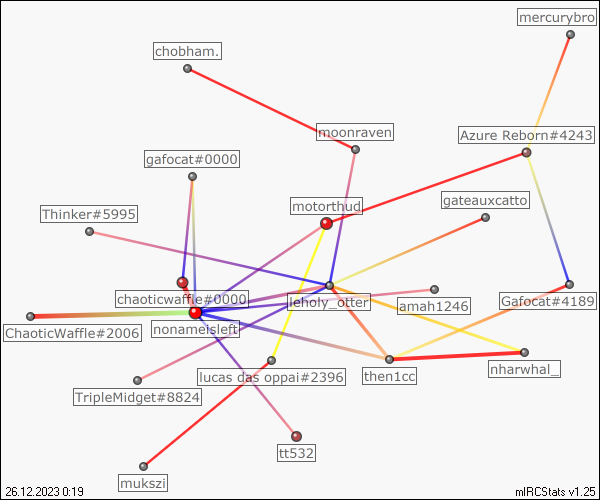 mercurybro
chobham.
moonraven
Azure Reborn#4243
gafocat#0000
gateauxcatto
motorthud
Thinker#5995
chaoticwaffle#0000
leholy_otter
amah1246
Gafocat#4189
ChaoticWaffle#2006
nonameisleft
nharwhal_
then1cc
lucas das oppai#2396
TripleMidget#8824
tt532
mukszi
26.12.2023 0:19
mIRCStats v1.25